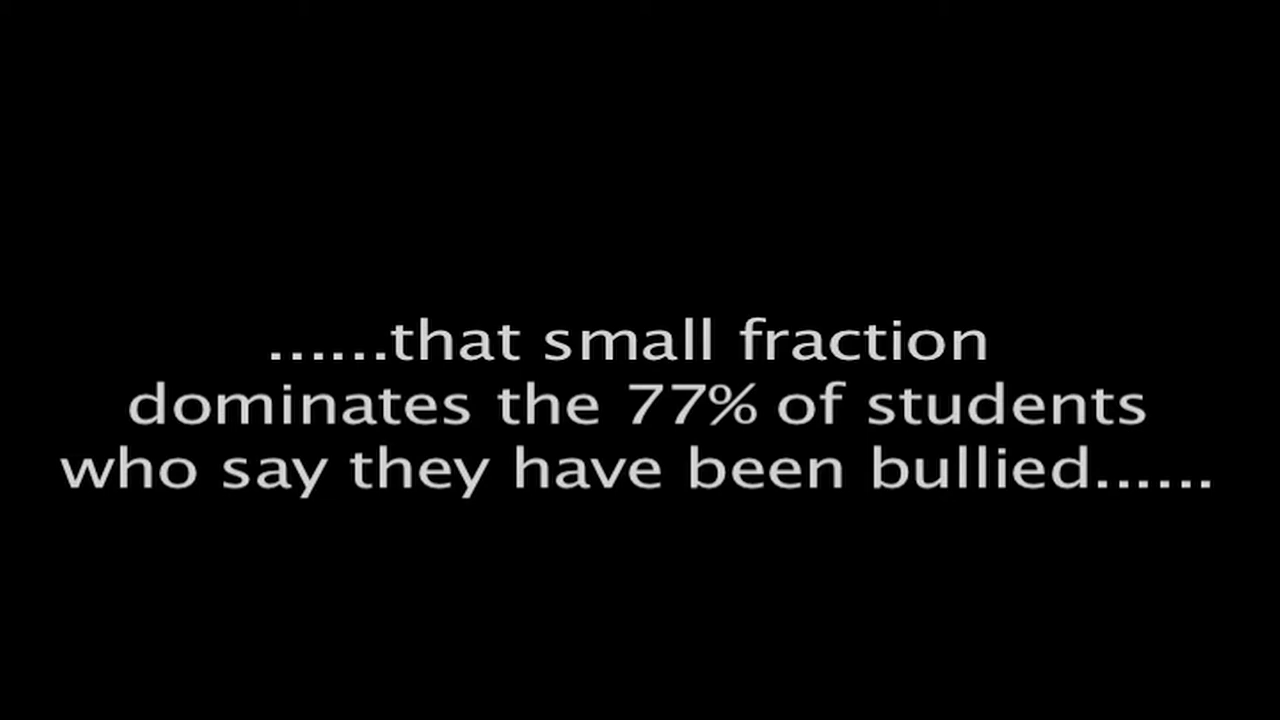 ......that small fraction
dominates the 77% of students
who say they have been bullied......